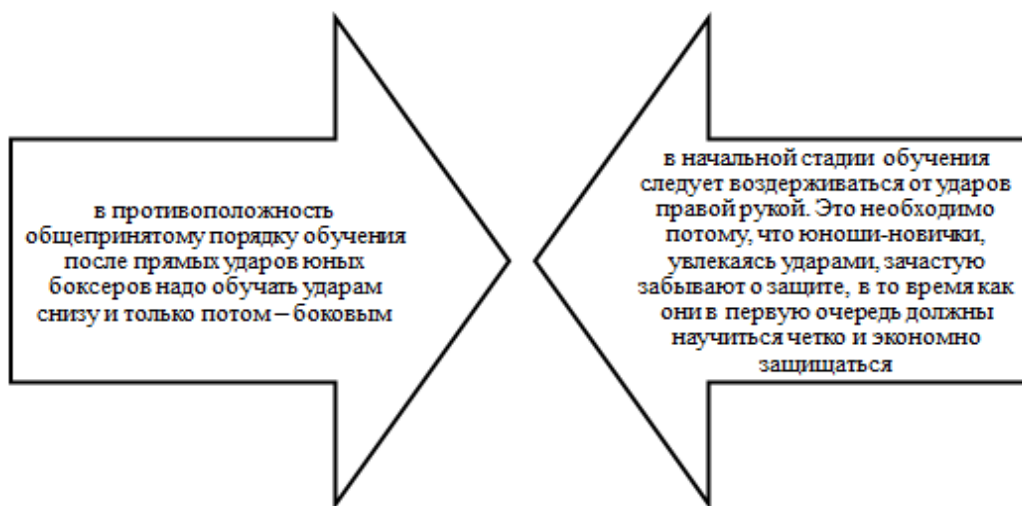 в противоположность
общепринятому порядку обучения
после прямых ударов юных
боксеров надо обучать ударам
снизу и только потом – боковым
в начальной стадии обучения
следует воздерживаться от ударов
правой рукой. Это необходимо
потому, что юноши-новички,
увлекаясь ударами, зачастую
забывают о защите, в то время как
они в первую очередь должны
научиться четко и экономно
защищаться